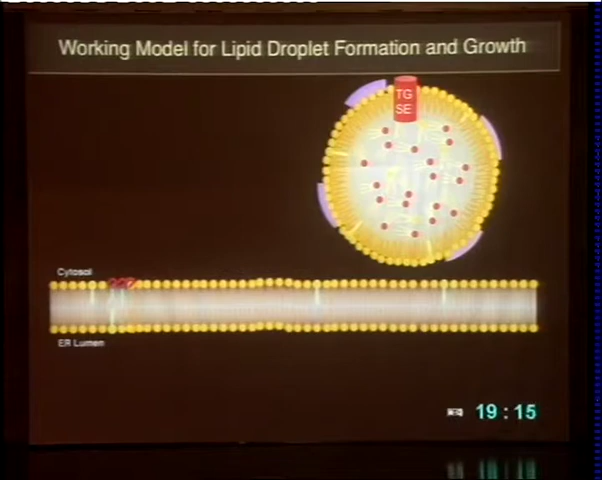 Working Model for Lipid Droplet Formation and Growth
TG
SE
Cytosol
ER Lumen
19:15